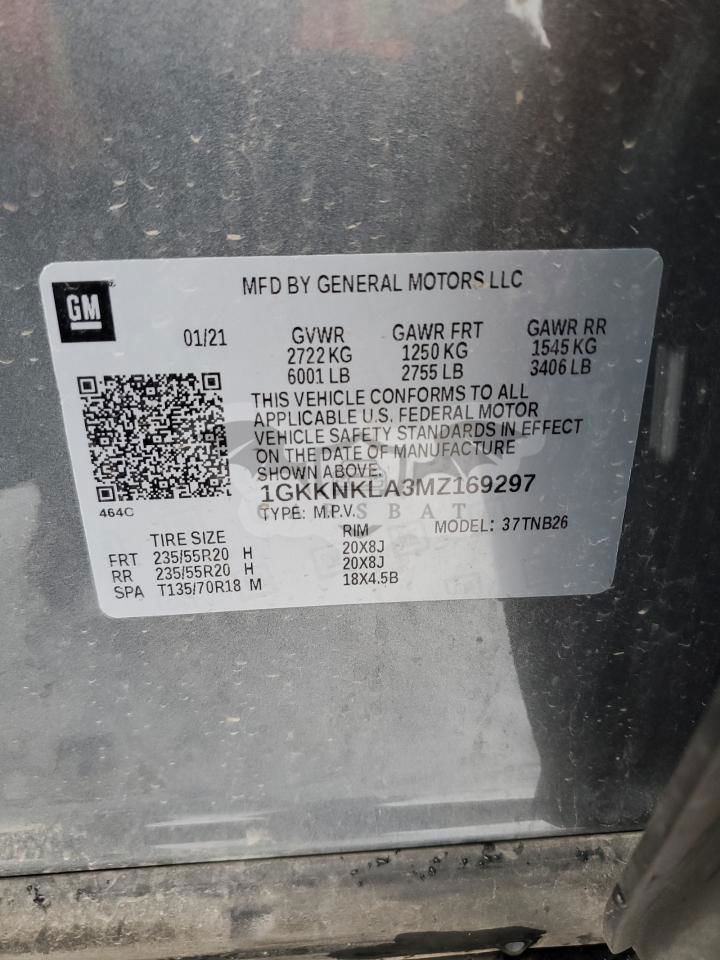 GM
MFD BY GENERAL MOTORS LLC
01/21
GVWR GAWR FRT GAWR RR
2722 KG 1250 KG 1545 KG
6001 LB 2755 LB 3406 LB
THIS VEHICLE CONFORMS TO ALL
APPLICABLE U.S. FEDERAL MOTOR
VEHICLE SAFETY STANDARDS IN EFFECT
ON THE DATE OF MANUFACTURE
SHOWN ABOVE.
1GKKNKLA3MZ169297
464C
TYPE: M.P.V. MODEL: 37TNB26
TIRE SIZE RIM
FRT 235/55R20 H 20X8J
RR 235/55R20 H 20X8J
SPA T135/70R18 M 18X4.5B